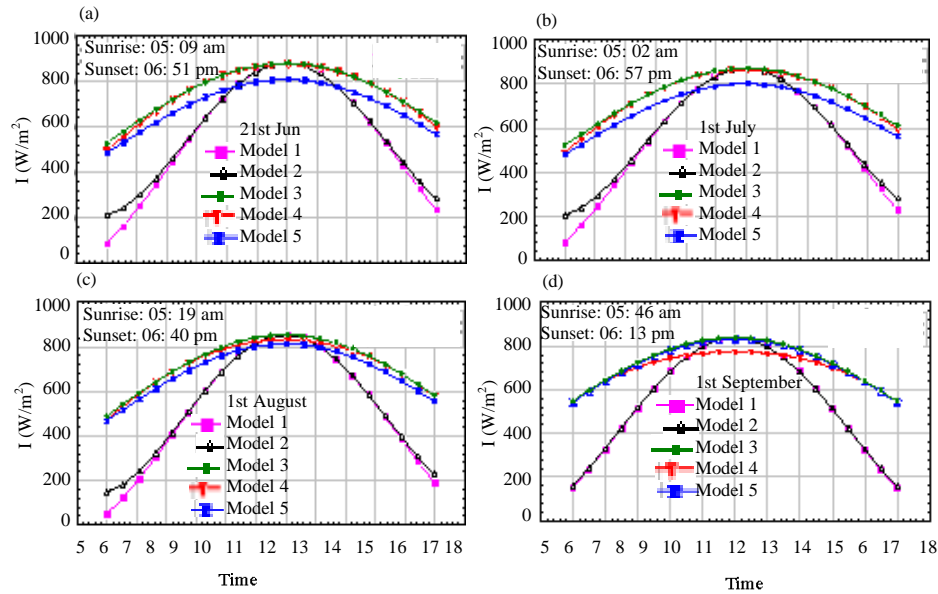 (a)
1000
800
600
400
200
0
I (W/m²)
Sunrise: 05: 09 am
Sunset: 06: 51 pm
21st Jun
Model 1
Model 2
Model 3
Model 4
Model 5
(b)
1000
800
600
400
200
0
I (W/m²)
Sunrise: 05: 02 am
Sunset: 06: 57 pm
1st July
Model 1
Model 2
Model 3
Model 4
Model 5
(c)
1000
800
600
400
200
0
I (W/m²)
Sunrise: 05: 19 am
Sunset: 06: 40 pm
1st August
Model 1
Model 2
Model 3
Model 4
Model 5
5 6 7 8 9 10 11 12 13 14 15 16 17 18
Time
(d)
1000
800
600
400
200
0
I (W/m²)
Sunrise: 05: 46 am
Sunset: 06: 13 pm
1st September
Model 1
Model 2
Model 3
Model 4
Model 5
5 6 7 8 9 10 11 12 13 14 15 16 17 18
Time